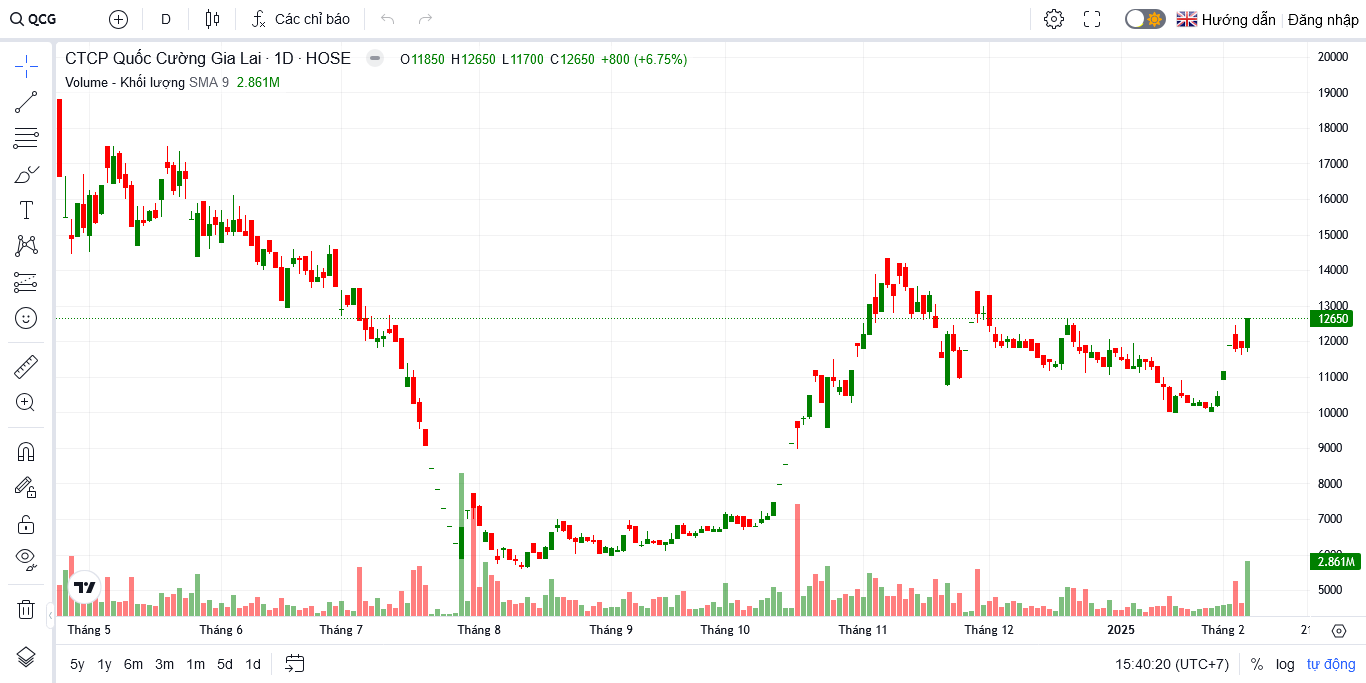 QCG D Các chỉ báo Hướng dẫn Đăng nhập
CTCP Quốc Cường Gia Lai · 1D · HOSE O11850 H12650 L11700 C12650 +800 (+6.75%)
Volume - Khối lượng SMA 9 2.861M
20000
19000
18000
17000
16000
15000
14000
13000
12650
12000
11000
10000
9000
8000
7000
2.861M
5000
Tháng 5 Tháng 6 Tháng 7 Tháng 8 Tháng 9 Tháng 10 Tháng 11 Tháng 12 2025 Tháng 2
5y 1y 6m 3m 1m 5d 1d 15:40:20 (UTC+7) % log tự động